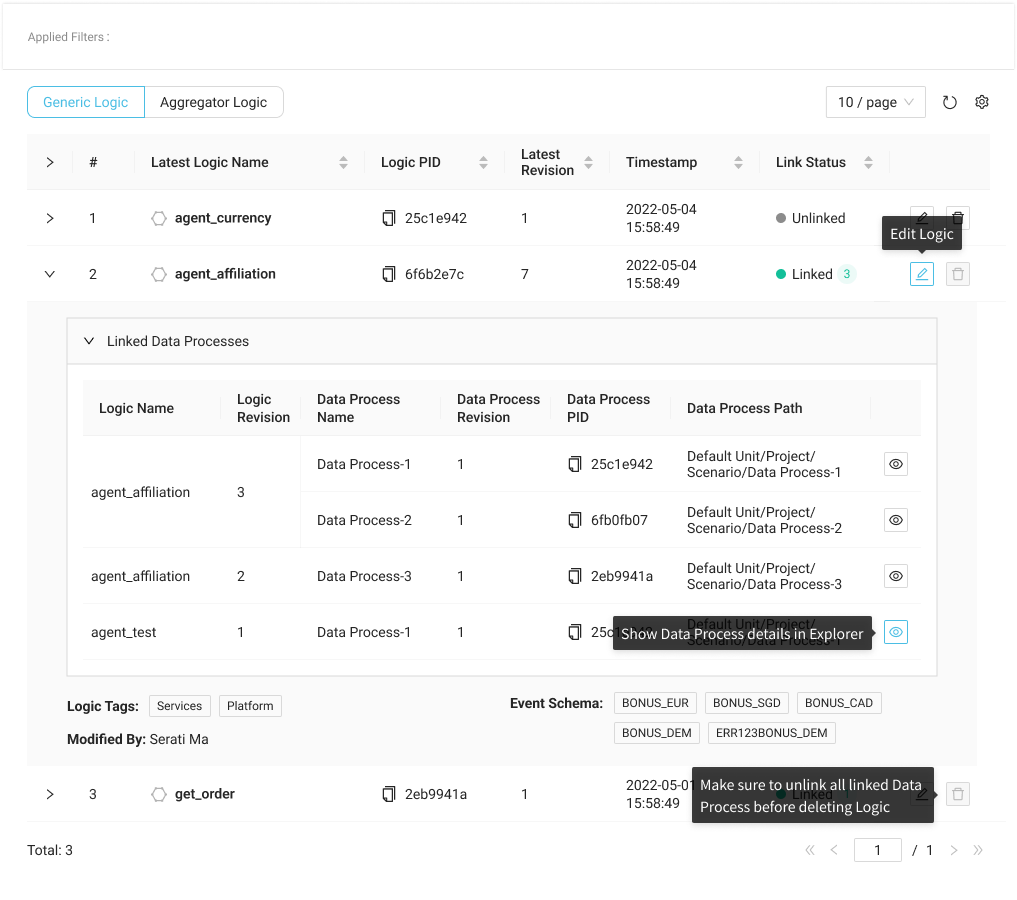 Applied Filters :
Generic Logic
Aggregator Logic
10 / page
#
Latest Logic Name
Logic PID
Latest
Revision
Timestamp
Link Status
1
agent_currency
25c1e942
1
2022-05-04
15:58:49
Unlinked
Edit Logic
2
agent_affiliation
6f6b2e7c
7
2022-05-04
15:58:49
Linked
3
Linked Data Processes
Logic Name
Logic
Revision
Data Process
Name
Data Process
Revision
Data Process
PID
Data Process Path
agent_affiliation
3
Data Process-1
1
25c1e942
Default Unit/Project/
Scenario/Data Process-1
Data Process-2
1
6fb0fb07
Default Unit/Project/
Scenario/Data Process-2
agent_affiliation
2
Data Process-3
1
2eb9941a
Default Unit/Project/
Scenario/Data Process-3
agent_test
1
Data Process-1
1
Default Unit/Project/
Scenario/Data Process-1
Show Data Process details in Explorer
Logic Tags:
Services
Platform
Event Schema:
BONUS_EUR
BONUS_SGD
BONUS_CAD
BONUS_DEM
ERR123BONUS_DEM
Modified By: Serati Ma
3
get_order
2eb9941a
1
2022-05-01
15:58:49
Linked
Make sure to unlink all linked Data
Process before deleting Logic
Total: 3
1
/ 1